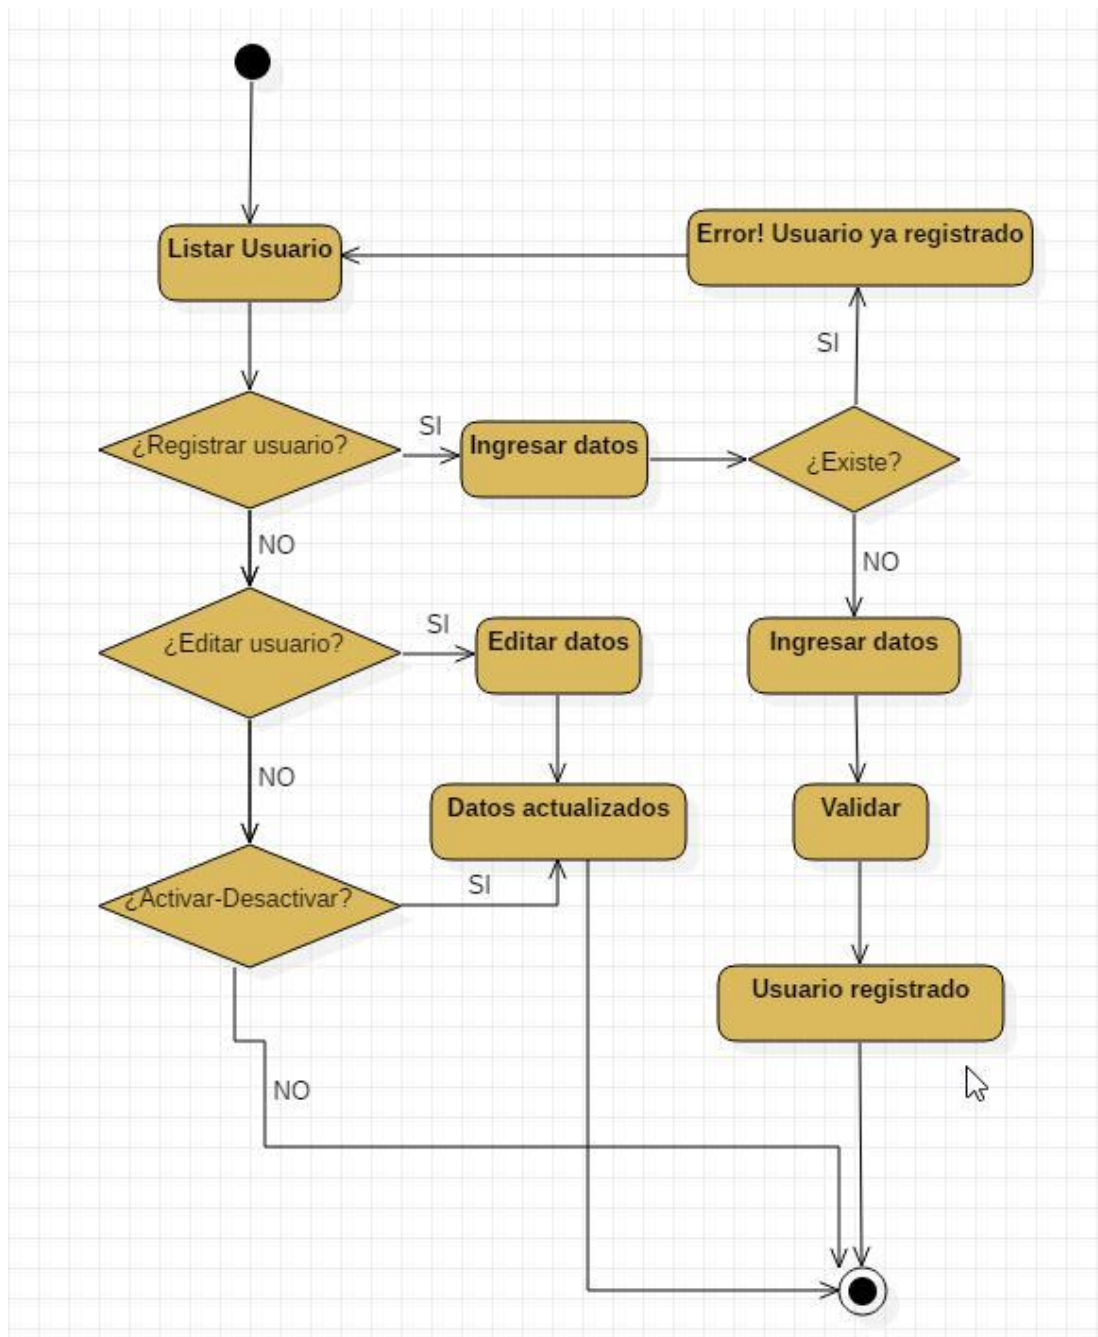 Listar Usuario
Error! Usuario ya registrado
SI
¿Registrar usuario?
SI
Ingresar datos
¿Existe?
NO
NO
¿Editar usuario?
SI
Editar datos
Ingresar datos
NO
Datos actualizados
Validar
¿Activar-Desactivar?
SI
Usuario registrado
NO